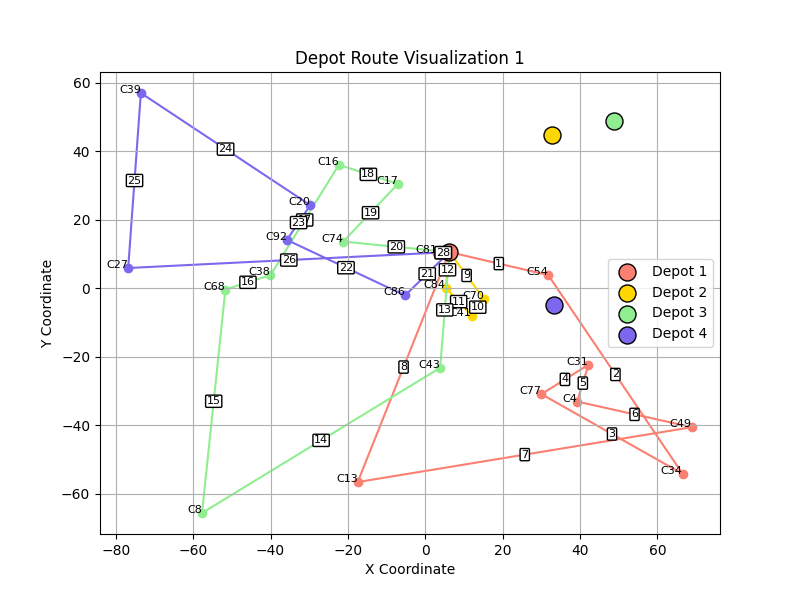 Depot Route Visualization 1
Y Coordinate
60
40
20
0
−20
−40
−60
C39
24
25
C16
18
C17
C20
19
23
C92
C74
20
C81
28
C27
26
22
21
12
9
1
C54
C38
C68
16
C86
C84
C70
11
10
13
C41
Depot 1
Depot 2
Depot 3
Depot 4
8
C43
C31
4
5
2
C77
C4
15
6
C49
14
3
7
C13
C34
C8
−80
−60
−40
−20
0
20
40
60
X Coordinate